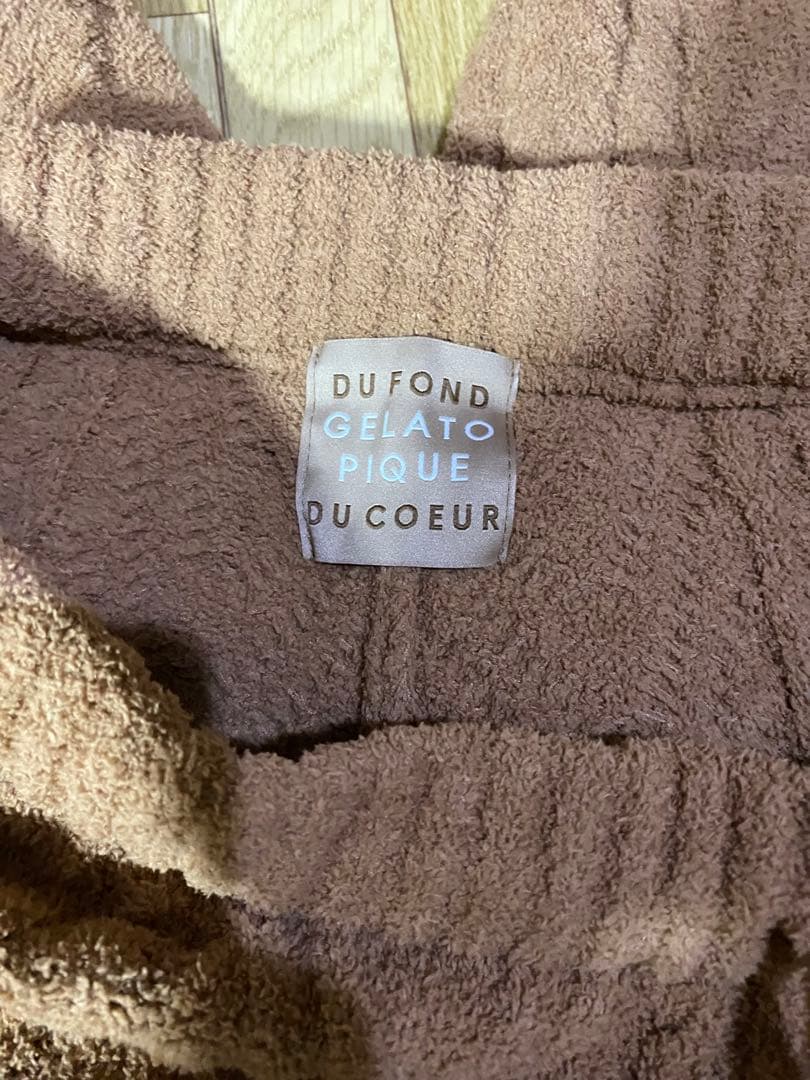 DU FOND
GELATO
PIQUE
DU COEUR